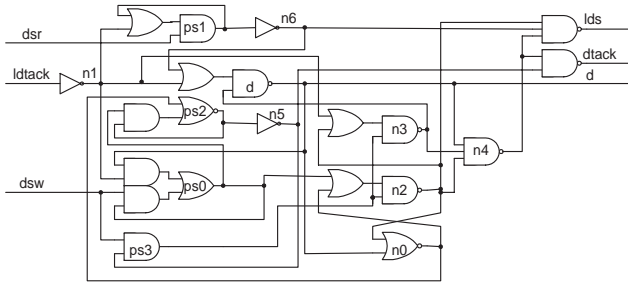 n6
lds
dsr
ps1
dtack
ldtack
n1
d
d
ps2
n5
n3
n4
ps0
n2
dsw
ps3
n0